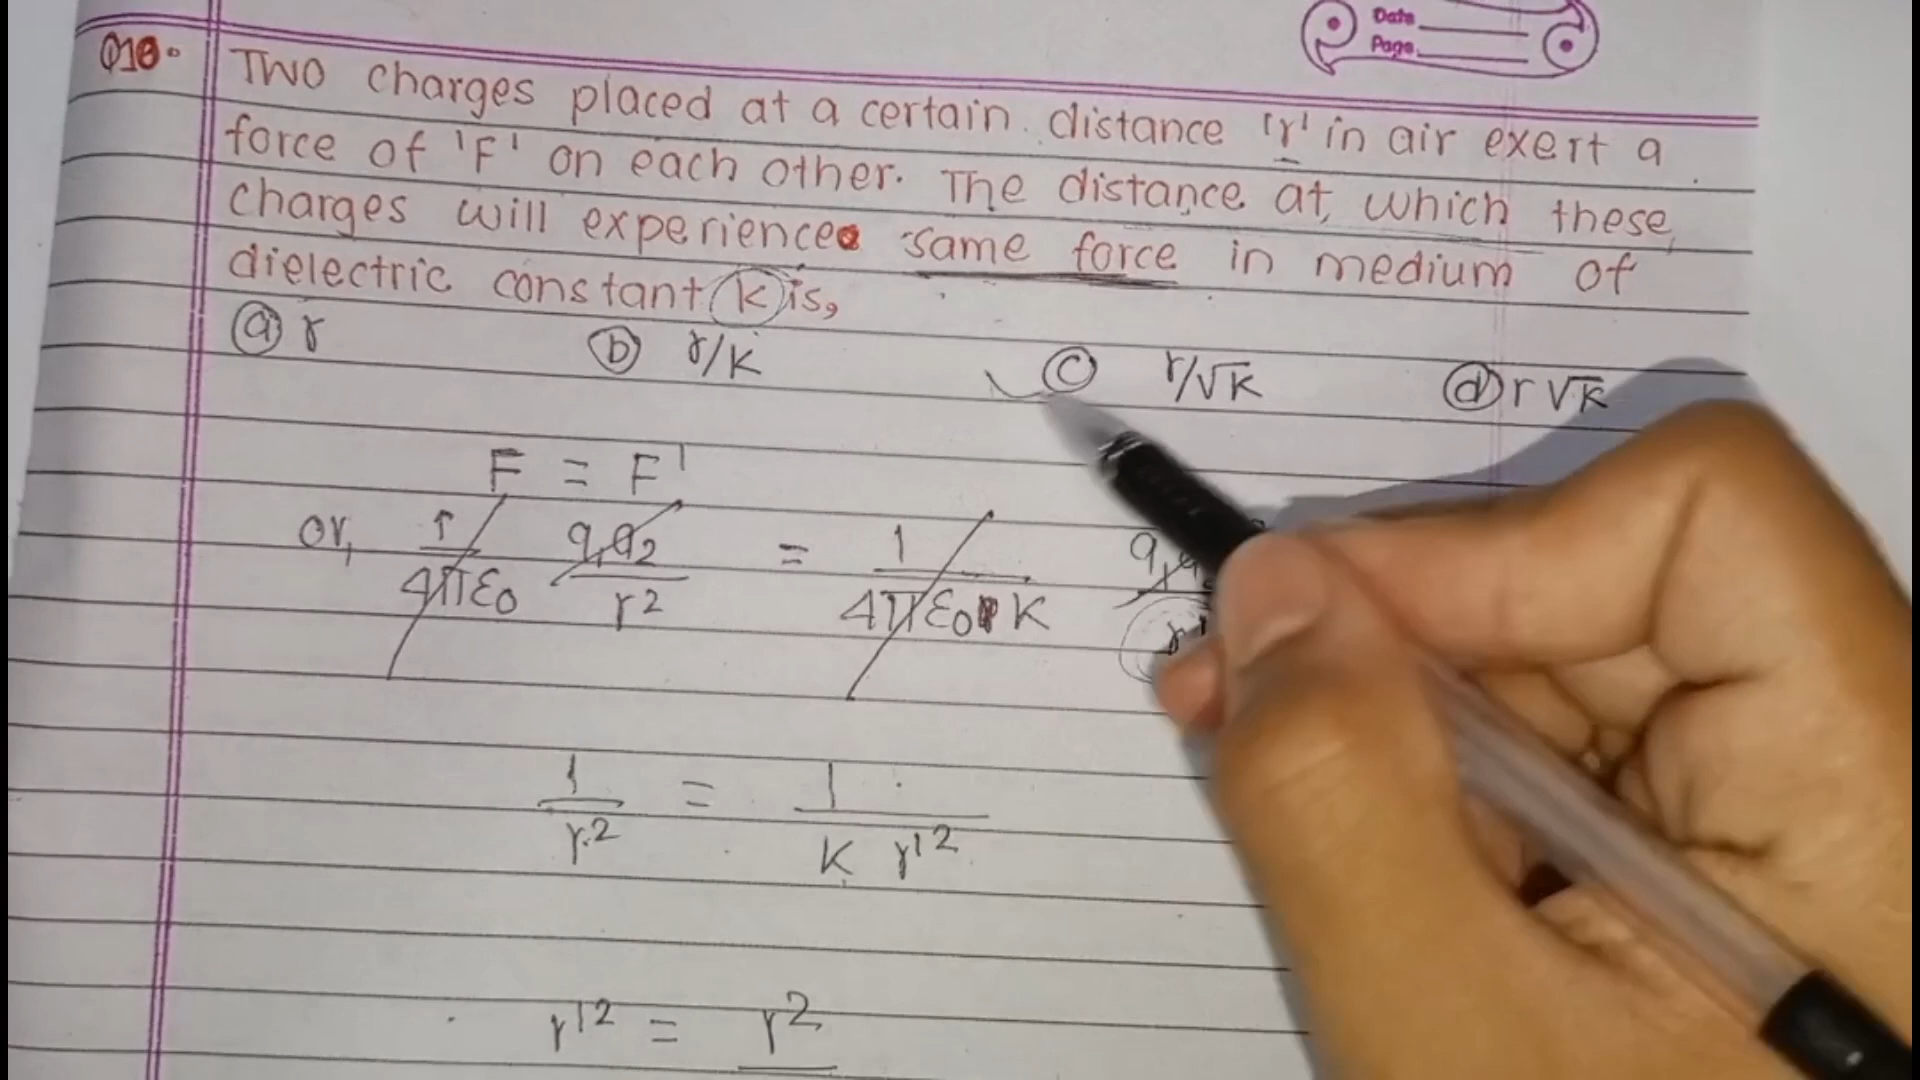 Date
Page
Q10. Two charges placed at a certain distance 'r' in air exert a
force of 'F' on each other. The distance at which these
charges will experience same force in medium of
dielectric constant K is,
(a) r (b) r/K (c) r/√K (d) r√K
F = F'
or, 1/4πε0 q1q2/r2 = 1/4πε0 K q1
1/r2 = 1/K r'2
r'2 = r2